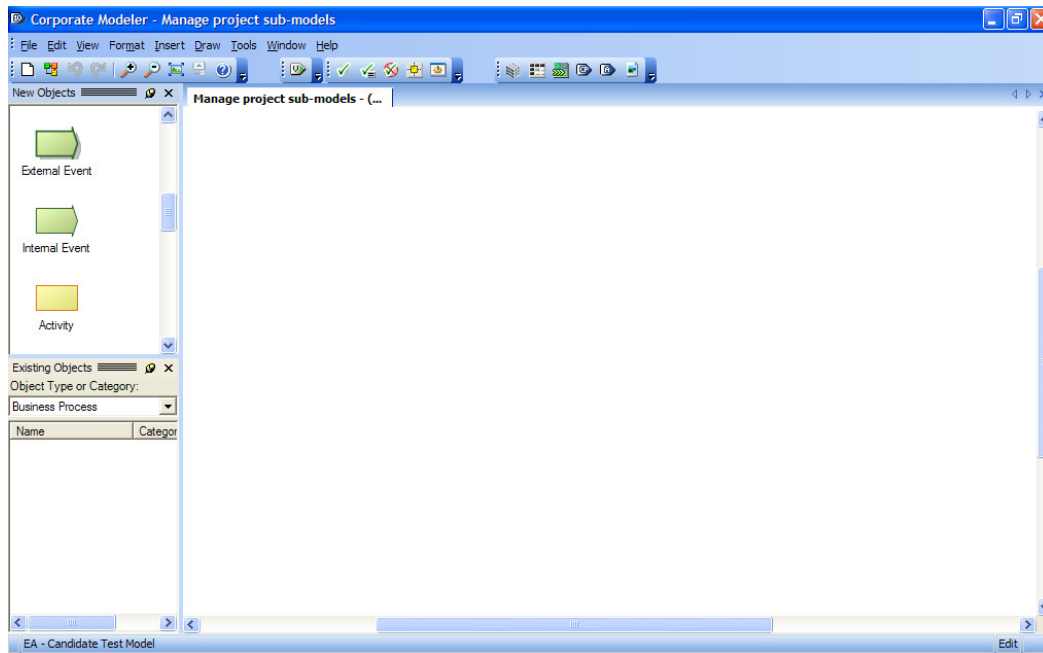 Corporate Modeler - Manage project sub-models
File Edit View Format Insert Draw Tools Window Help
New Objects
Manage project sub-models - (...
External Event
Internal Event
Activity
Existing Objects
Object Type or Category:
Business Process
Name Categor
EA - Candidate Test Model Edit